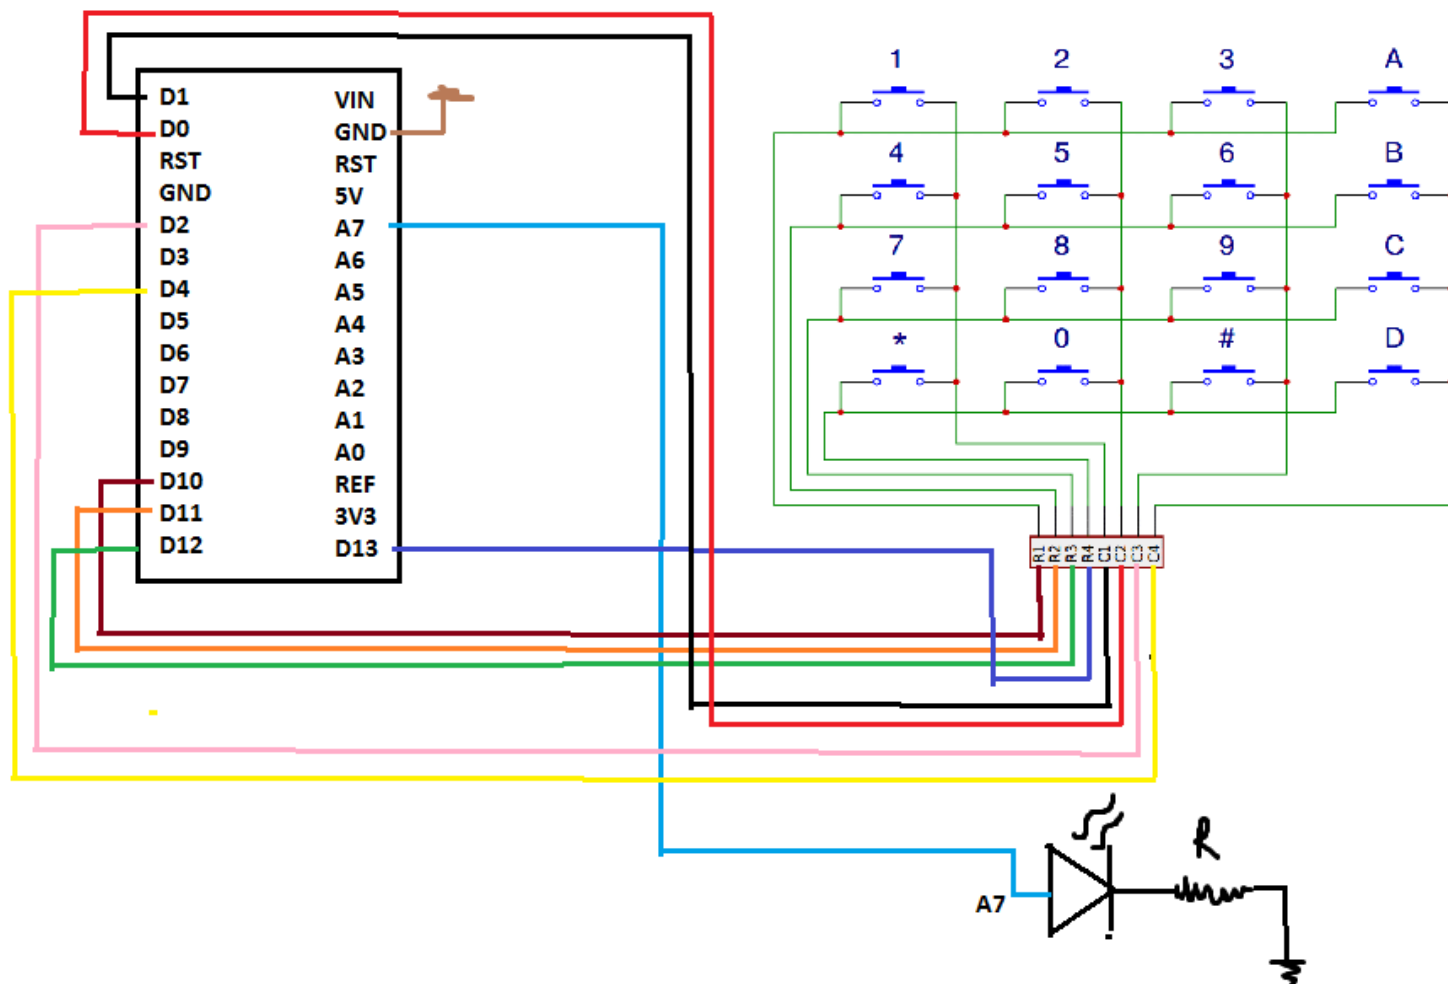 D1
D0
RST
GND
D2
D3
D4
D5
D6
D7
D8
D9
D10
D11
D12
VIN
GND
RST
5V
A7
A6
A5
A4
A3
A2
A1
A0
REF
3V3
D13
1 2 3 A
4 5 6 B
7 8 9 C
* 0 # D
R1 R2 R3 R4 C1 C2 C3 C4
R
A7